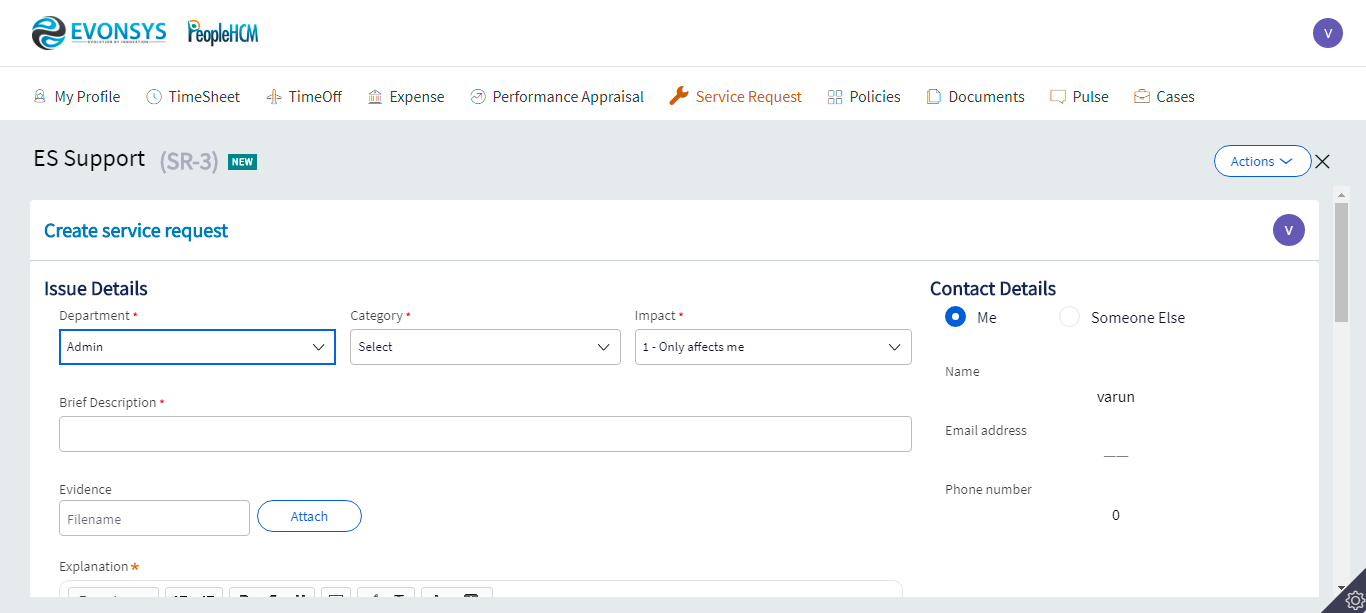 EVONSYS PeopleHCM
EVOLUTION BY INNOVATION
V
My Profile TimeSheet TimeOff Expense Performance Appraisal Service Request Policies Documents Pulse Cases
ES Support (SR-3) NEW Actions
Create service request V
Issue Details Contact Details
Department * Category * Impact *
Me Someone Else
Admin Select 1 - Only affects me
Name
varun
Brief Description *
Email address
——
Evidence Phone number
Filename Attach 0
Explanation *